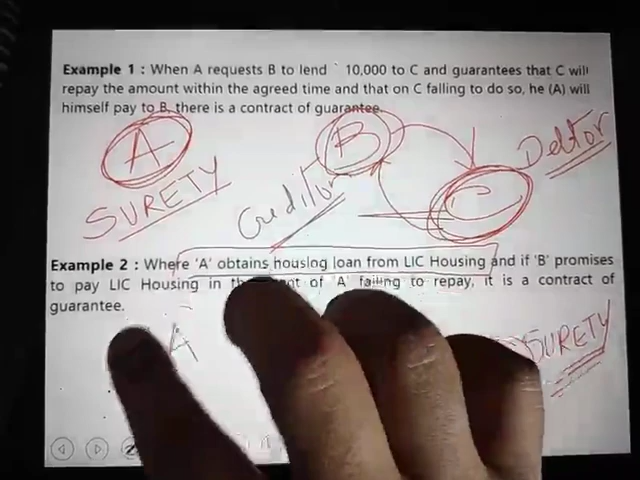 Example 1 : When A requests B to lend ` 10,000 to C and guarantees that C will
repay the amount within the agreed time and that on C falling to do so, he (A) will
himself pay to B, there is a contract of guarantee.
A
B
C
Debtor
SURETY
Creditor
Example 2 : Where 'A' obtains housing loan from LIC Housing and if 'B' promises
to pay LIC Housing in of 'A' failing to repay, it is a contract of
guarantee.
A
SURETY